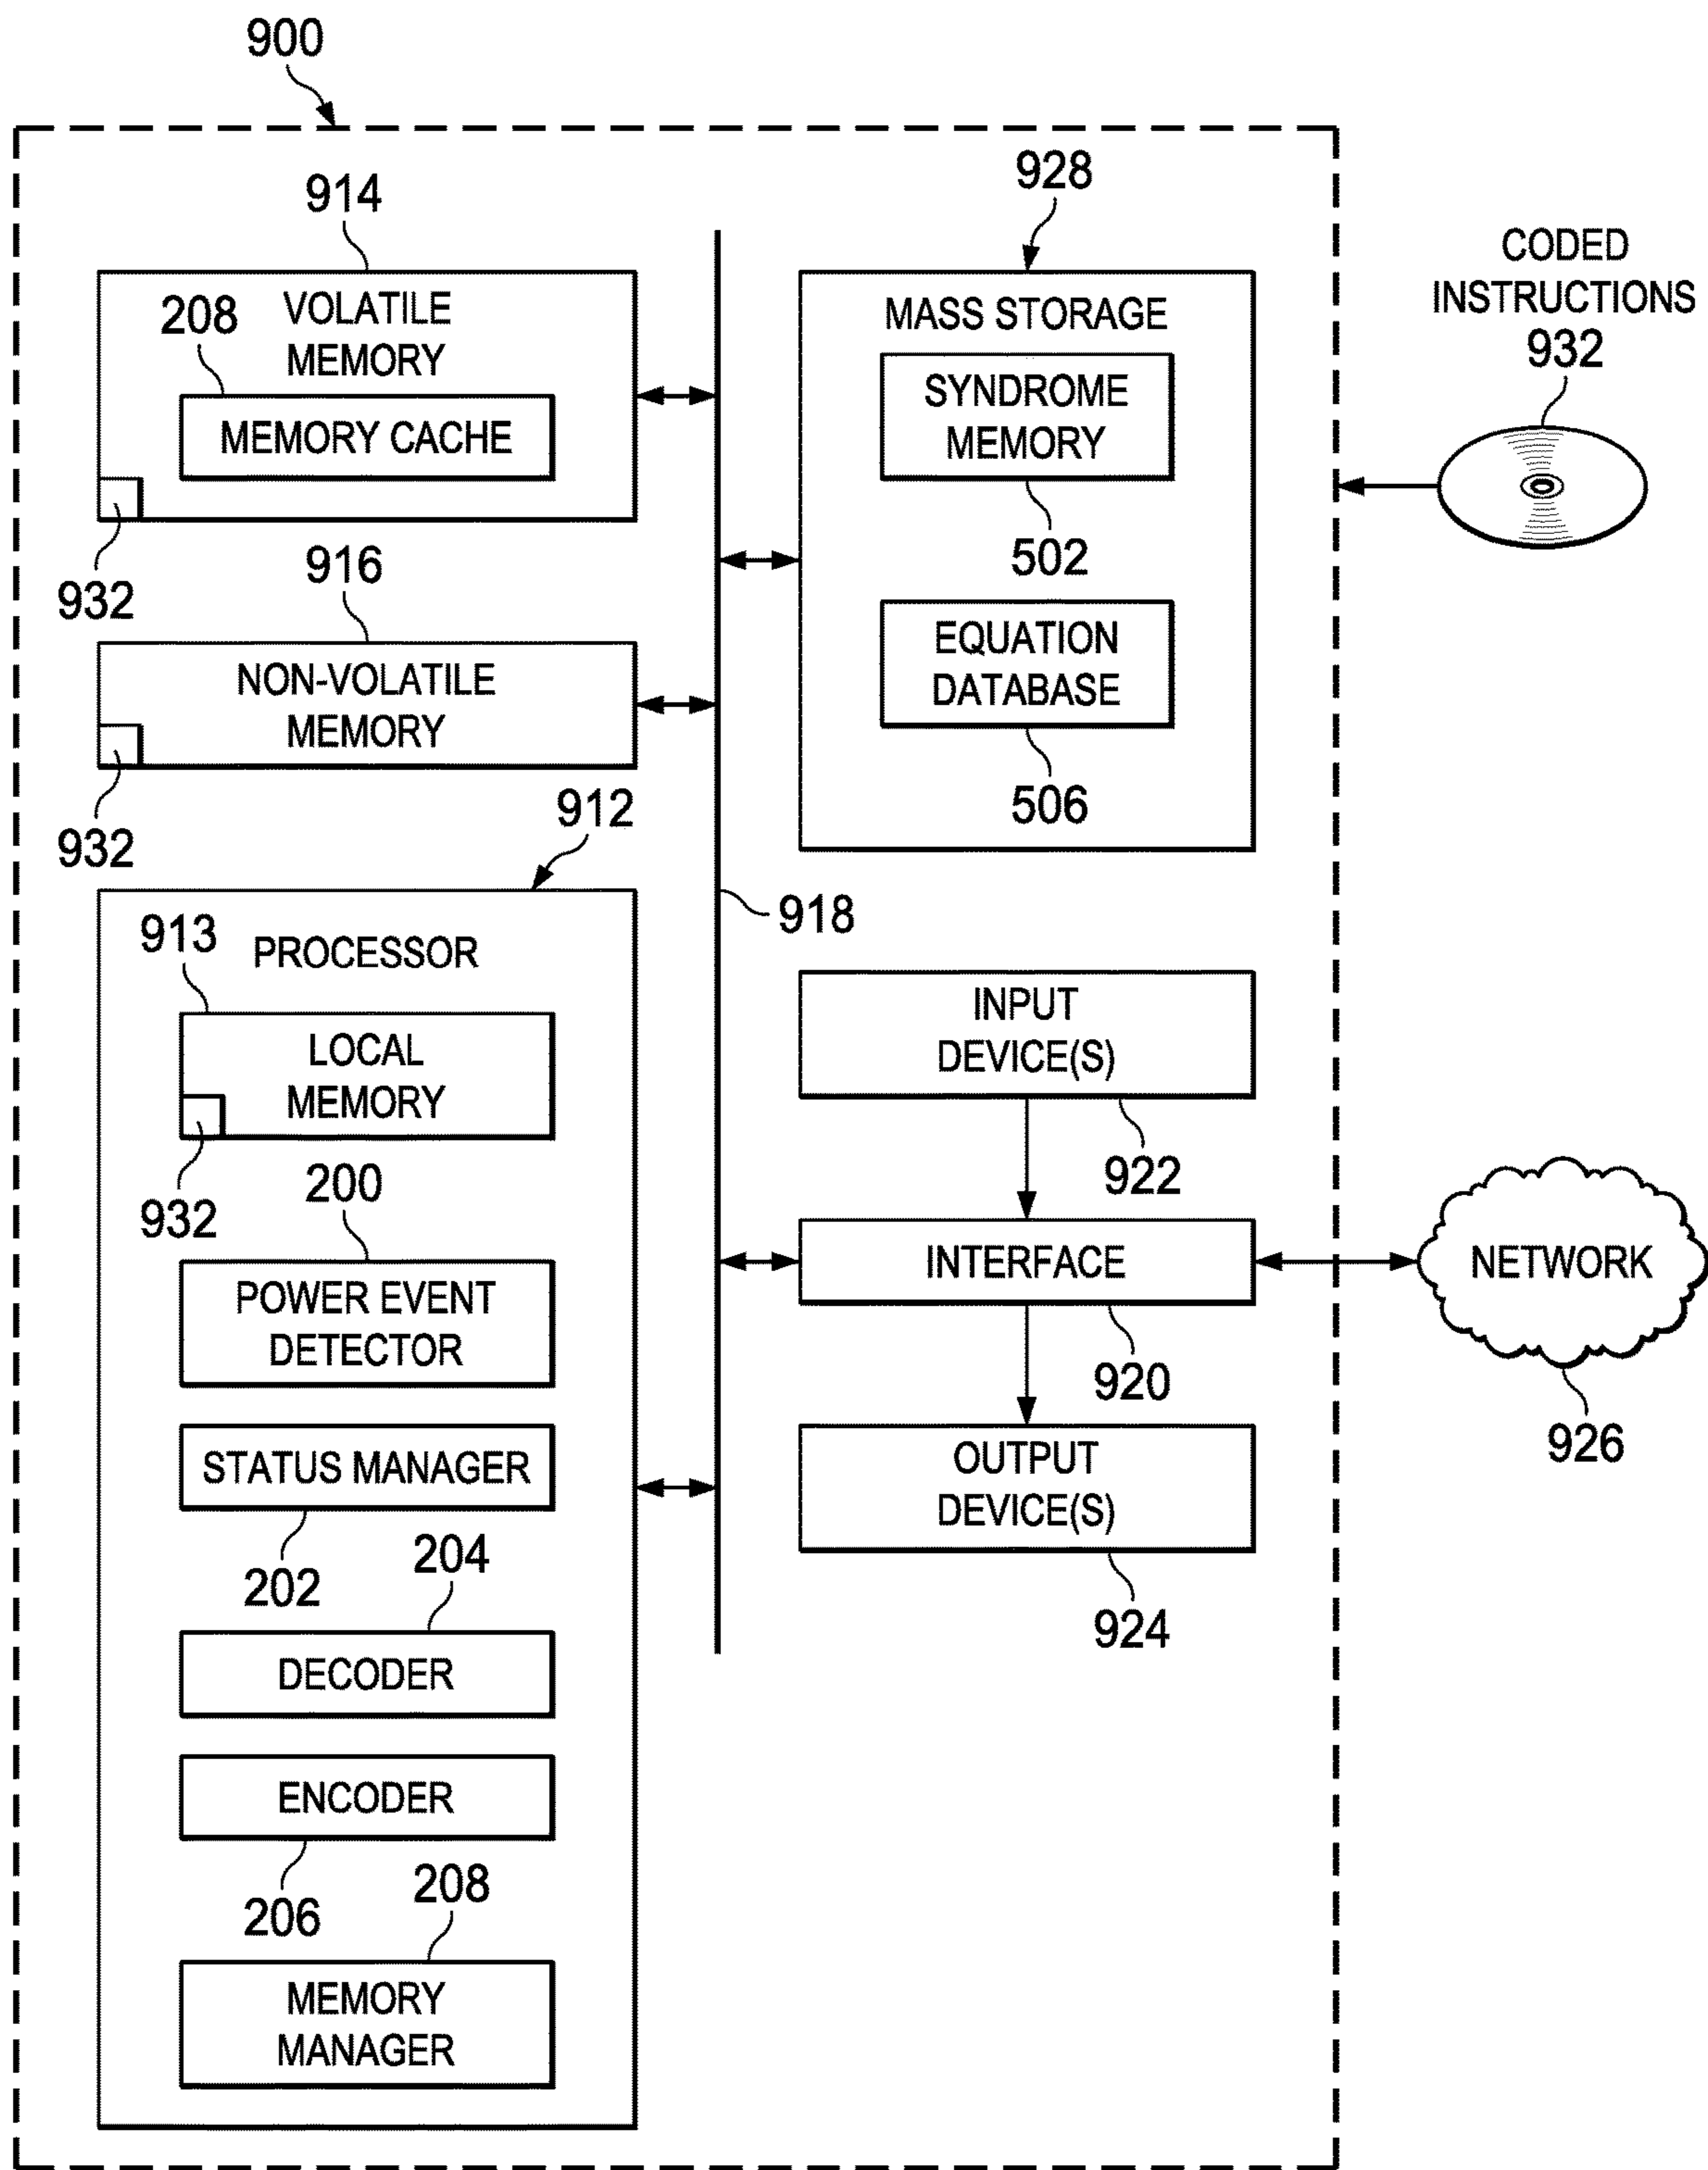 900
914
VOLATILE
MEMORY
208
MEMORY CACHE
932
916
NON-VOLATILE
MEMORY
932
912
PROCESSOR
913
LOCAL
MEMORY
932
200
POWER EVENT
DETECTOR
STATUS MANAGER
202
204
DECODER
ENCODER
206
208
MEMORY
MANAGER
918
928
MASS STORAGE
SYNDROME
MEMORY
502
EQUATION
DATABASE
506
INPUT
DEVICE(S)
922
INTERFACE
920
OUTPUT
DEVICE(S)
924
CODED
INSTRUCTIONS
932
NETWORK
926